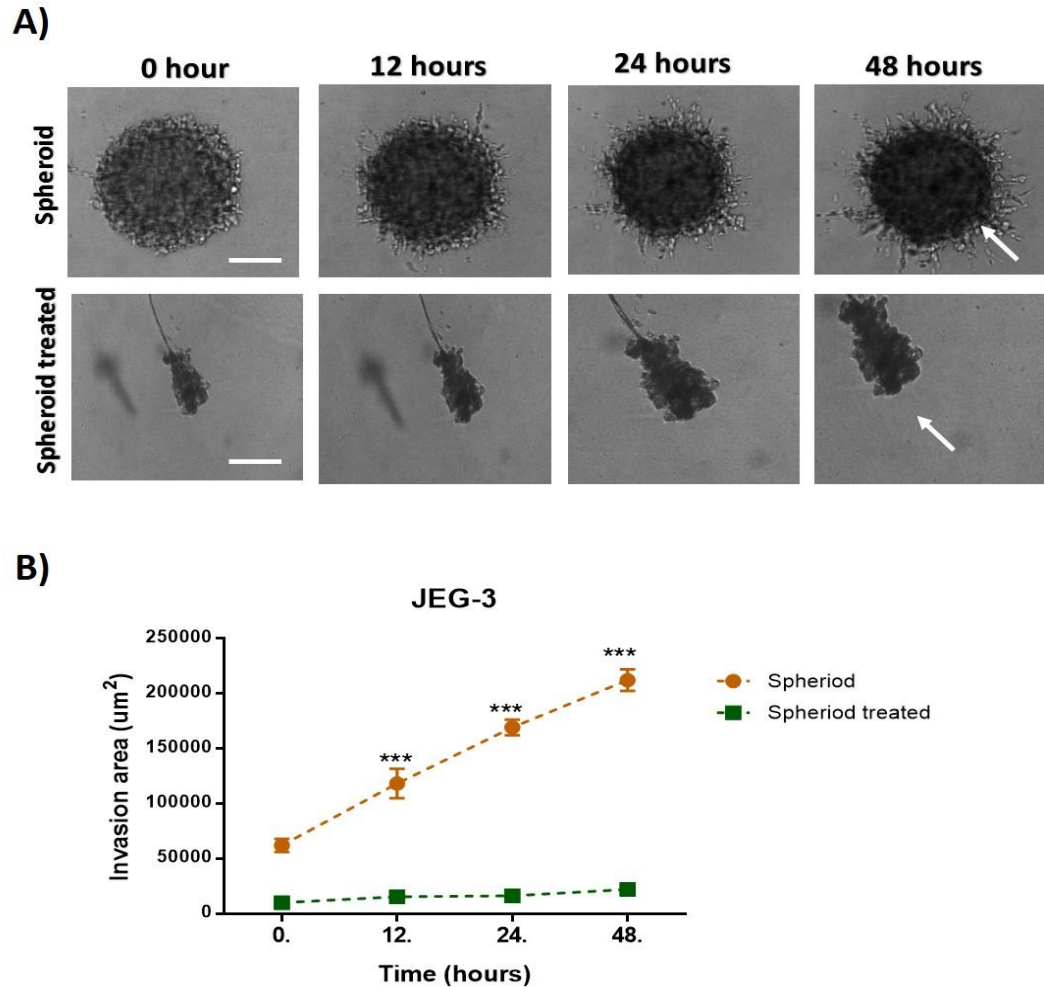 A)
0 hour
12 hours
24 hours
48 hours
Spheroid
Spheroid treated
B)
JEG-3
Invasion area (um²)
250000
200000
150000
100000
50000
0
***
***
***
0.
12.
24.
48.
Time (hours)
Spheriod
Spheriod treated